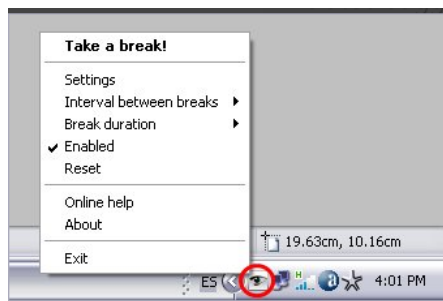 Take a break!
Settings
Interval between breaks
Break duration
Enabled
Reset
Online help
About
Exit
19.63cm, 10.16cm
ES
H
a
4:01 PM